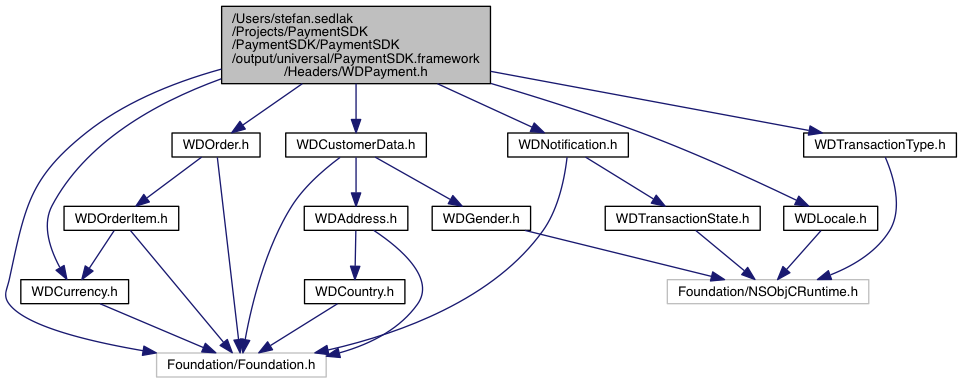 /Users/stefan.sedlak
/Projects/PaymentSDK
/PaymentSDK/PaymentSDK
/output/universal/PaymentSDK.framework
/Headers/WDPayment.h
WDOrder.h
WDCustomerData.h
WDNotification.h
WDTransactionType.h
WDOrderItem.h
WDAddress.h
WDGender.h
WDTransactionState.h
WDLocale.h
WDCurrency.h
WDCountry.h
Foundation/NSObjCRuntime.h
Foundation/Foundation.h